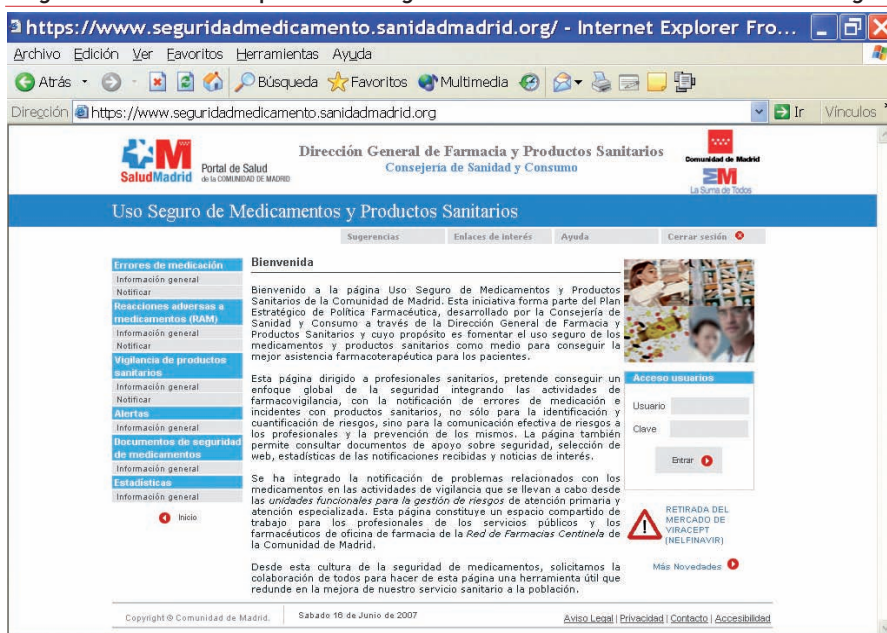 https://www.seguridadmedicamento.sanidadmadrid.org/ - Internet Explorer Fro...
Archivo Edición Ver Favoritos Herramientas Ayuda
Atrás Búsqueda Favoritos Multimedia
Dirección https://www.seguridadmedicamento.sanidadmadrid.org Ir Vínculos
SaludMadrid
Portal de Salud
de la COMUNIDAD DE MADRID
Dirección General de Farmacia y Productos Sanitarios
Consejería de Sanidad y Consumo
Comunidad de Madrid
La Suma de Todos
Uso Seguro de Medicamentos y Productos Sanitarios
Sugerencias Enlaces de interés Ayuda Cerrar sesión
Errores de medicación
Información general
Notificar
Reacciones adversas a
medicamentos (RAM)
Información general
Notificar
Vigilancia de productos
sanitarios
Información general
Notificar
Alertas
Información general
Documentos de seguridad
de medicamentos
Información general
Estadísticas
Información general
Inicio
Bienvenida
Bienvenido a la página Uso Seguro de Medicamentos y Productos
Sanitarios de la Comunidad de Madrid. Esta iniciativa forma parte del Plan
Estratégico de Política Farmacéutica, desarrollado por la Consejería de
Sanidad y Consumo a través de la Dirección General de Farmacia y
Productos Sanitarios y cuyo propósito es fomentar el uso seguro de los
medicamentos y productos sanitarios como medio para conseguir la
mejor asistencia farmacoterapéutica para los pacientes.
Esta página dirigido a profesionales sanitarios, pretende conseguir un
enfoque global de la seguridad integrando las actividades de
farmacovigilancia, con la notificación de errores de medicación e
incidentes con productos sanitarios, no sólo para la identificación y
cuantificación de riesgos, sino para la comunicación efectiva de riesgos a
los profesionales y la prevención de los mismos. La página también
permite consultar documentos de apoyo sobre seguridad, selección de
web, estadísticas de las notificaciones recibidas y noticias de interés.
Se ha integrado la notificación de problemas relacionados con los
medicamentos en las actividades de vigilancia que se llevan a cabo desde
las unidades funcionales para la gestión de riesgos de atención primaria y
atención especializada. Esta página constituye un espacio compartido de
trabajo para los profesionales de los servicios públicos y los
farmacéuticos de oficina de farmacia de la Red de Farmacias Centinela de
la Comunidad de Madrid.
Desde esta cultura de la seguridad de medicamentos, solicitamos la
colaboración de todos para hacer de esta página una herramienta útil que
redunde en la mejora de nuestro servicio sanitario a la población.
Acceso usuarios
Usuario
Clave
Entrar
RETIRADA DEL
MERCADO DE
VIRACEPT
(NELFINAVIR)
Más Novedades
Copyright © Comunidad de Madrid. Sabado 16 de Junio de 2007 Aviso Legal | Privacidad | Contacto | Accesibilidad